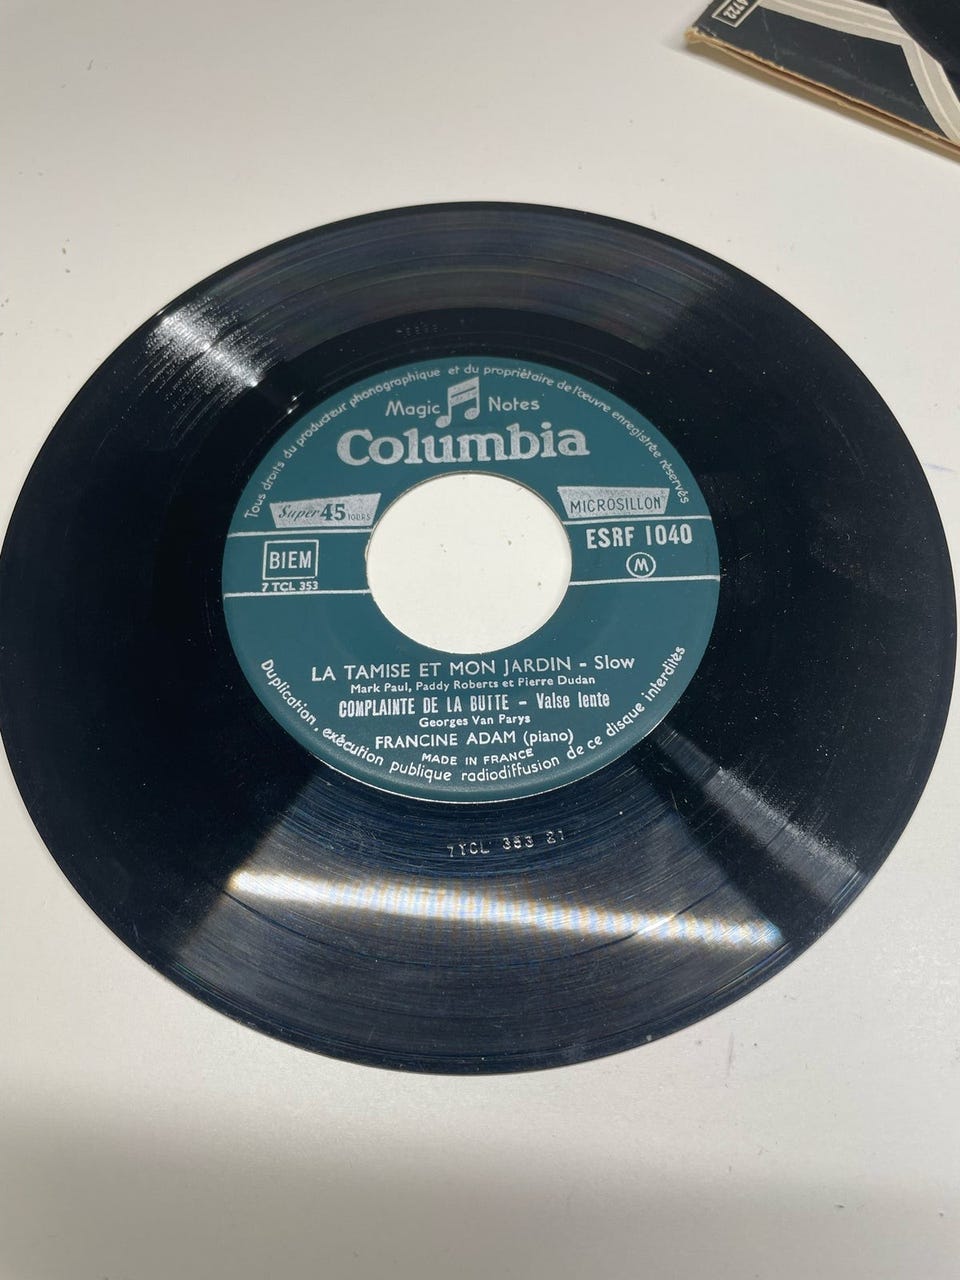 4722
Tous droits du producteur phonographique et du propriétaire de l'œuvre enregistrée réservés
Magic Notes
Columbia
Super 45 TOURS
MICROSILLON
ESRF 1040
BIEM
M
7 TCL 353
LA TAMISE ET MON JARDIN - Slow
Mark Paul, Paddy Roberts et Pierre Dudan
COMPLAINTE DE LA BUTTE - Valse lente
Georges Van Parys
FRANCINE ADAM (piano)
MADE IN FRANCE
Duplication, exécution publique radiodiffusion de ce disque interdites
7TCL 353 21